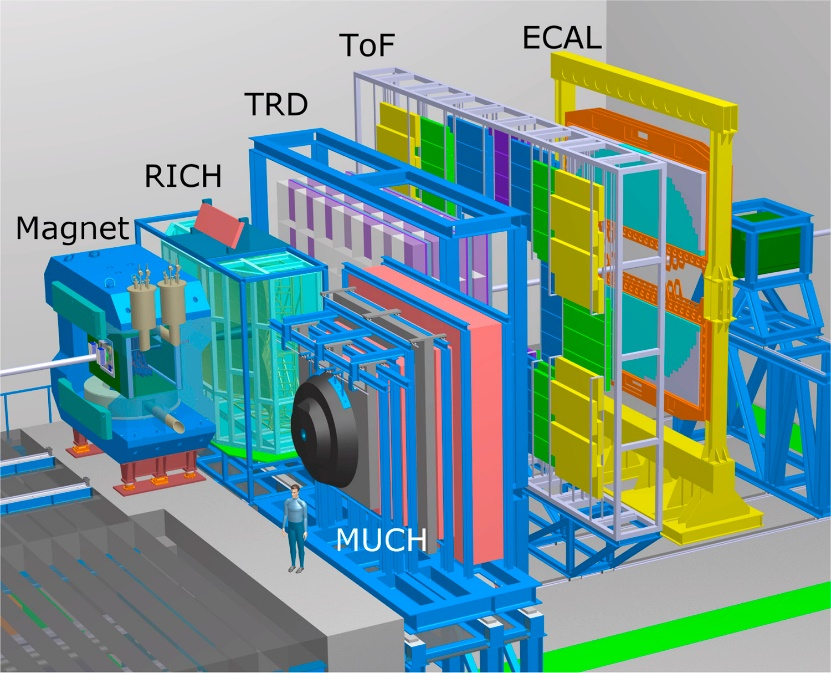 ToF
ECAL
TRD
RICH
Magnet
MUCH